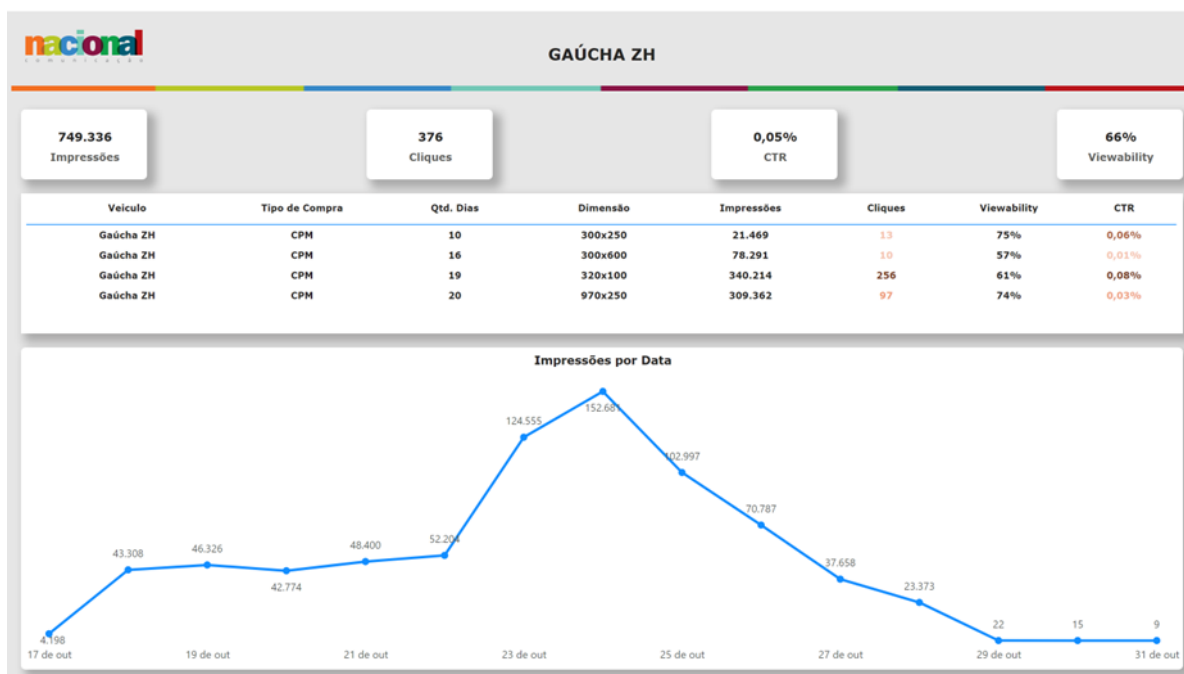 nacional
comunicação
GAÚCHA ZH
749.336 376 0,05% 66%
Impressões Cliques CTR Viewability
Veiculo Tipo de Compra Qtd. Dias Dimensão Impressões Cliques Viewability CTR
Gaúcha ZH CPM 10 300x250 21.469 13 75% 0,06%
Gaúcha ZH CPM 16 300x600 78.291 10 57% 0,01%
Gaúcha ZH CPM 19 320x100 340.214 256 61% 0,08%
Gaúcha ZH CPM 20 970x250 309.362 97 74% 0,03%
Impressões por Data
4.198 43.308 46.326 42.774 48.400 52.204 124.555 152.681 102.997 70.787 37.658 23.373 22 15 9
17 de out 19 de out 21 de out 23 de out 25 de out 27 de out 29 de out 31 de out